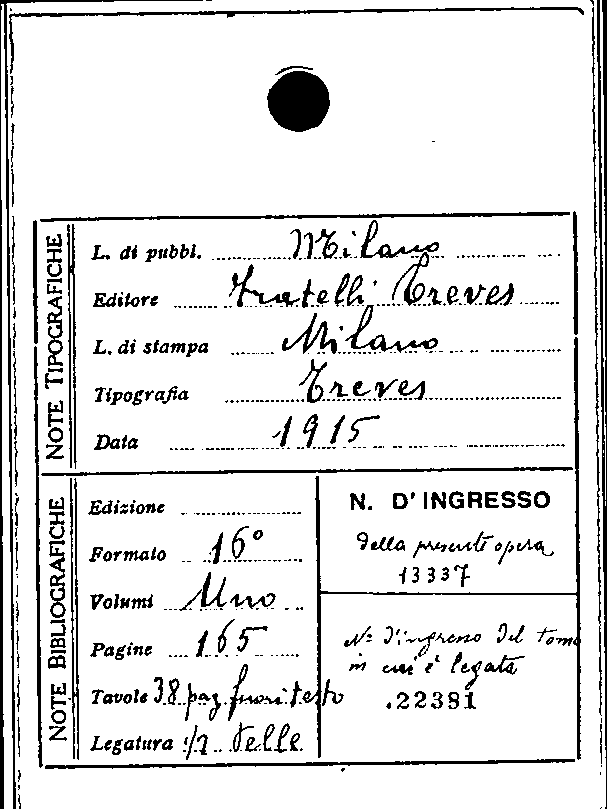 NOTE TIPOGRAFICHE
L. di pubbl. Milano
Editore Fratelli Treves
L. di stampa Milano
Tipografia Treves
Data 1915
NOTE BIBLIOGRAFICHE
Edizione
Formato 16°
Volumi Uno
Pagine 165
Tavole 38 pag. fuori testo
Legatura 1/2 pelle
N. D'INGRESSO
della presente opera
13337
N° d'ingresso del tomo
in cui è legata
.22381